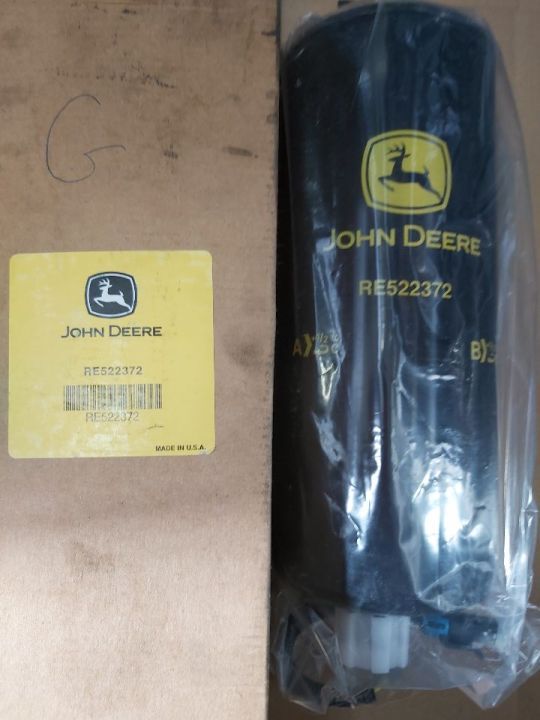 G
JOHN DEERE
RE522372
RE522372
MADE IN U.S.A.
JOHN DEERE
RE522372
A
B